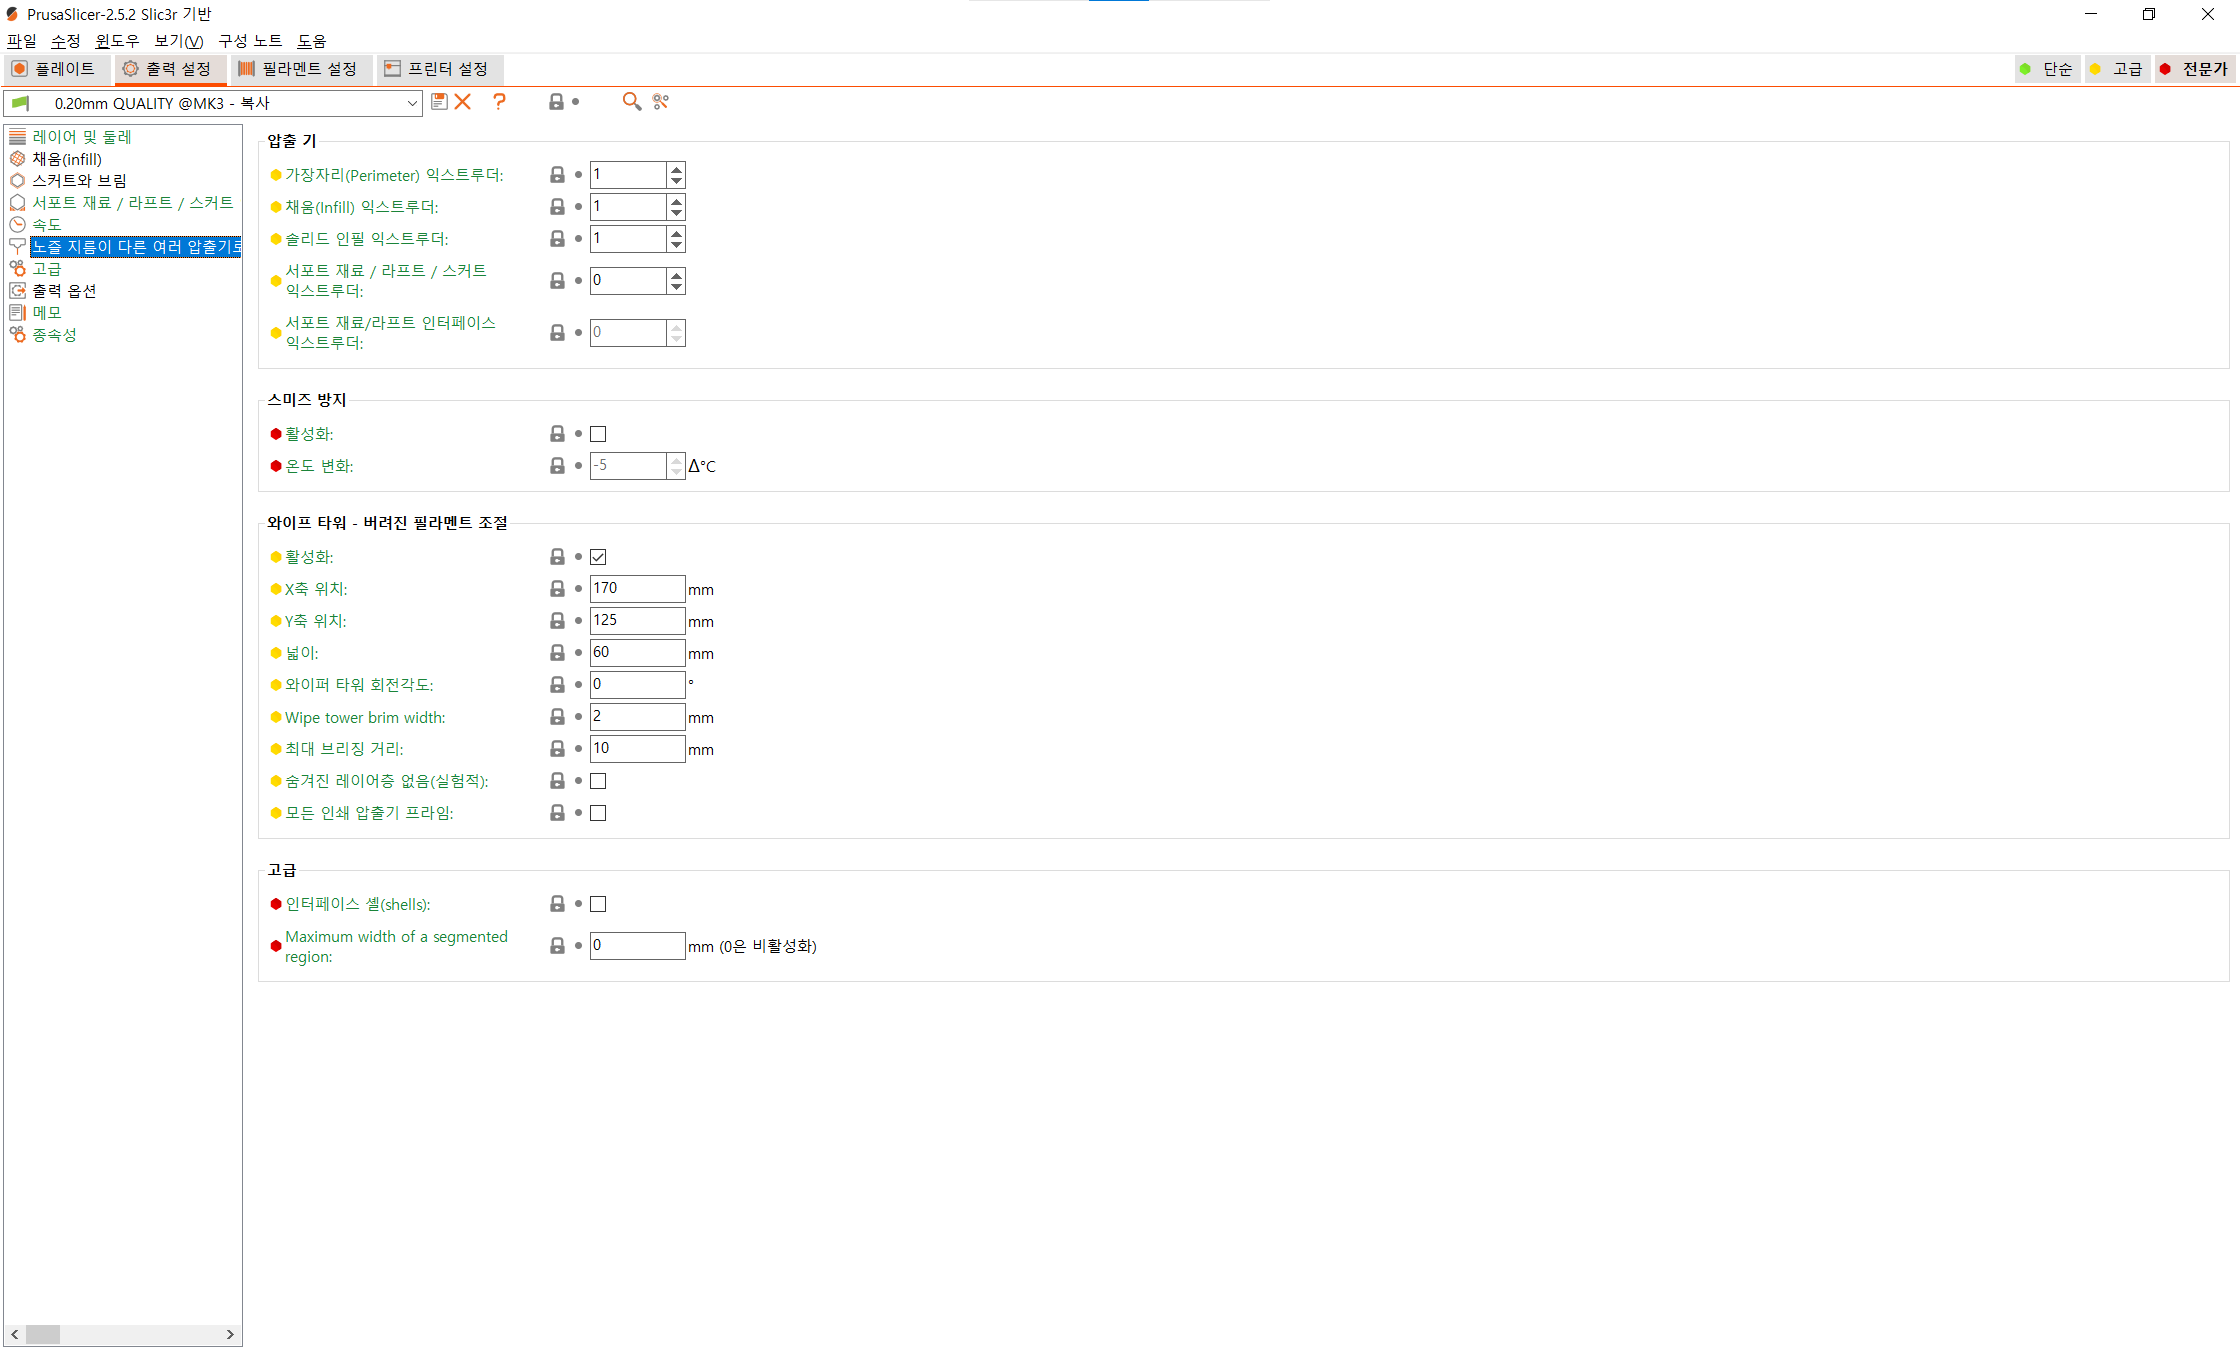 PrusaSlicer-2.5.2 Slic3r 기반
파일 수정 윈도우 보기(V) 구성 노트 도움
플레이트 출력 설정 필라멘트 설정 프린터 설정 단순 고급 전문가
0.20mm QUALITY @MK3 - 복사
레이어 및 둘레
채움(infill)
스커트와 브림
서포트 재료 / 라프트 / 스커트
속도
노즐 지름이 다른 여러 압출기로
고급
출력 옵션
메모
종속성
압출 기
가장자리(Perimeter) 익스트루더: 1
채움(Infill) 익스트루더: 1
솔리드 인필 익스트루더: 1
서포트 재료 / 라프트 / 스커트
익스트루더: 0
서포트 재료/라프트 인터페이스
익스트루더: 0
스미즈 방지
활성화:
온도 변화: -5 Δ°C
와이프 타워 - 버려진 필라멘트 조절
활성화:
X축 위치: 170 mm
Y축 위치: 125 mm
넓이: 60 mm
와이퍼 타워 회전각도: 0 °
Wipe tower brim width: 2 mm
최대 브리징 거리: 10 mm
숨겨진 레이어층 없음(실험적):
모든 인쇄 압출기 프라임:
고급
인터페이스 셸(shells):
Maximum width of a segmented
region: 0 mm (0은 비활성화)